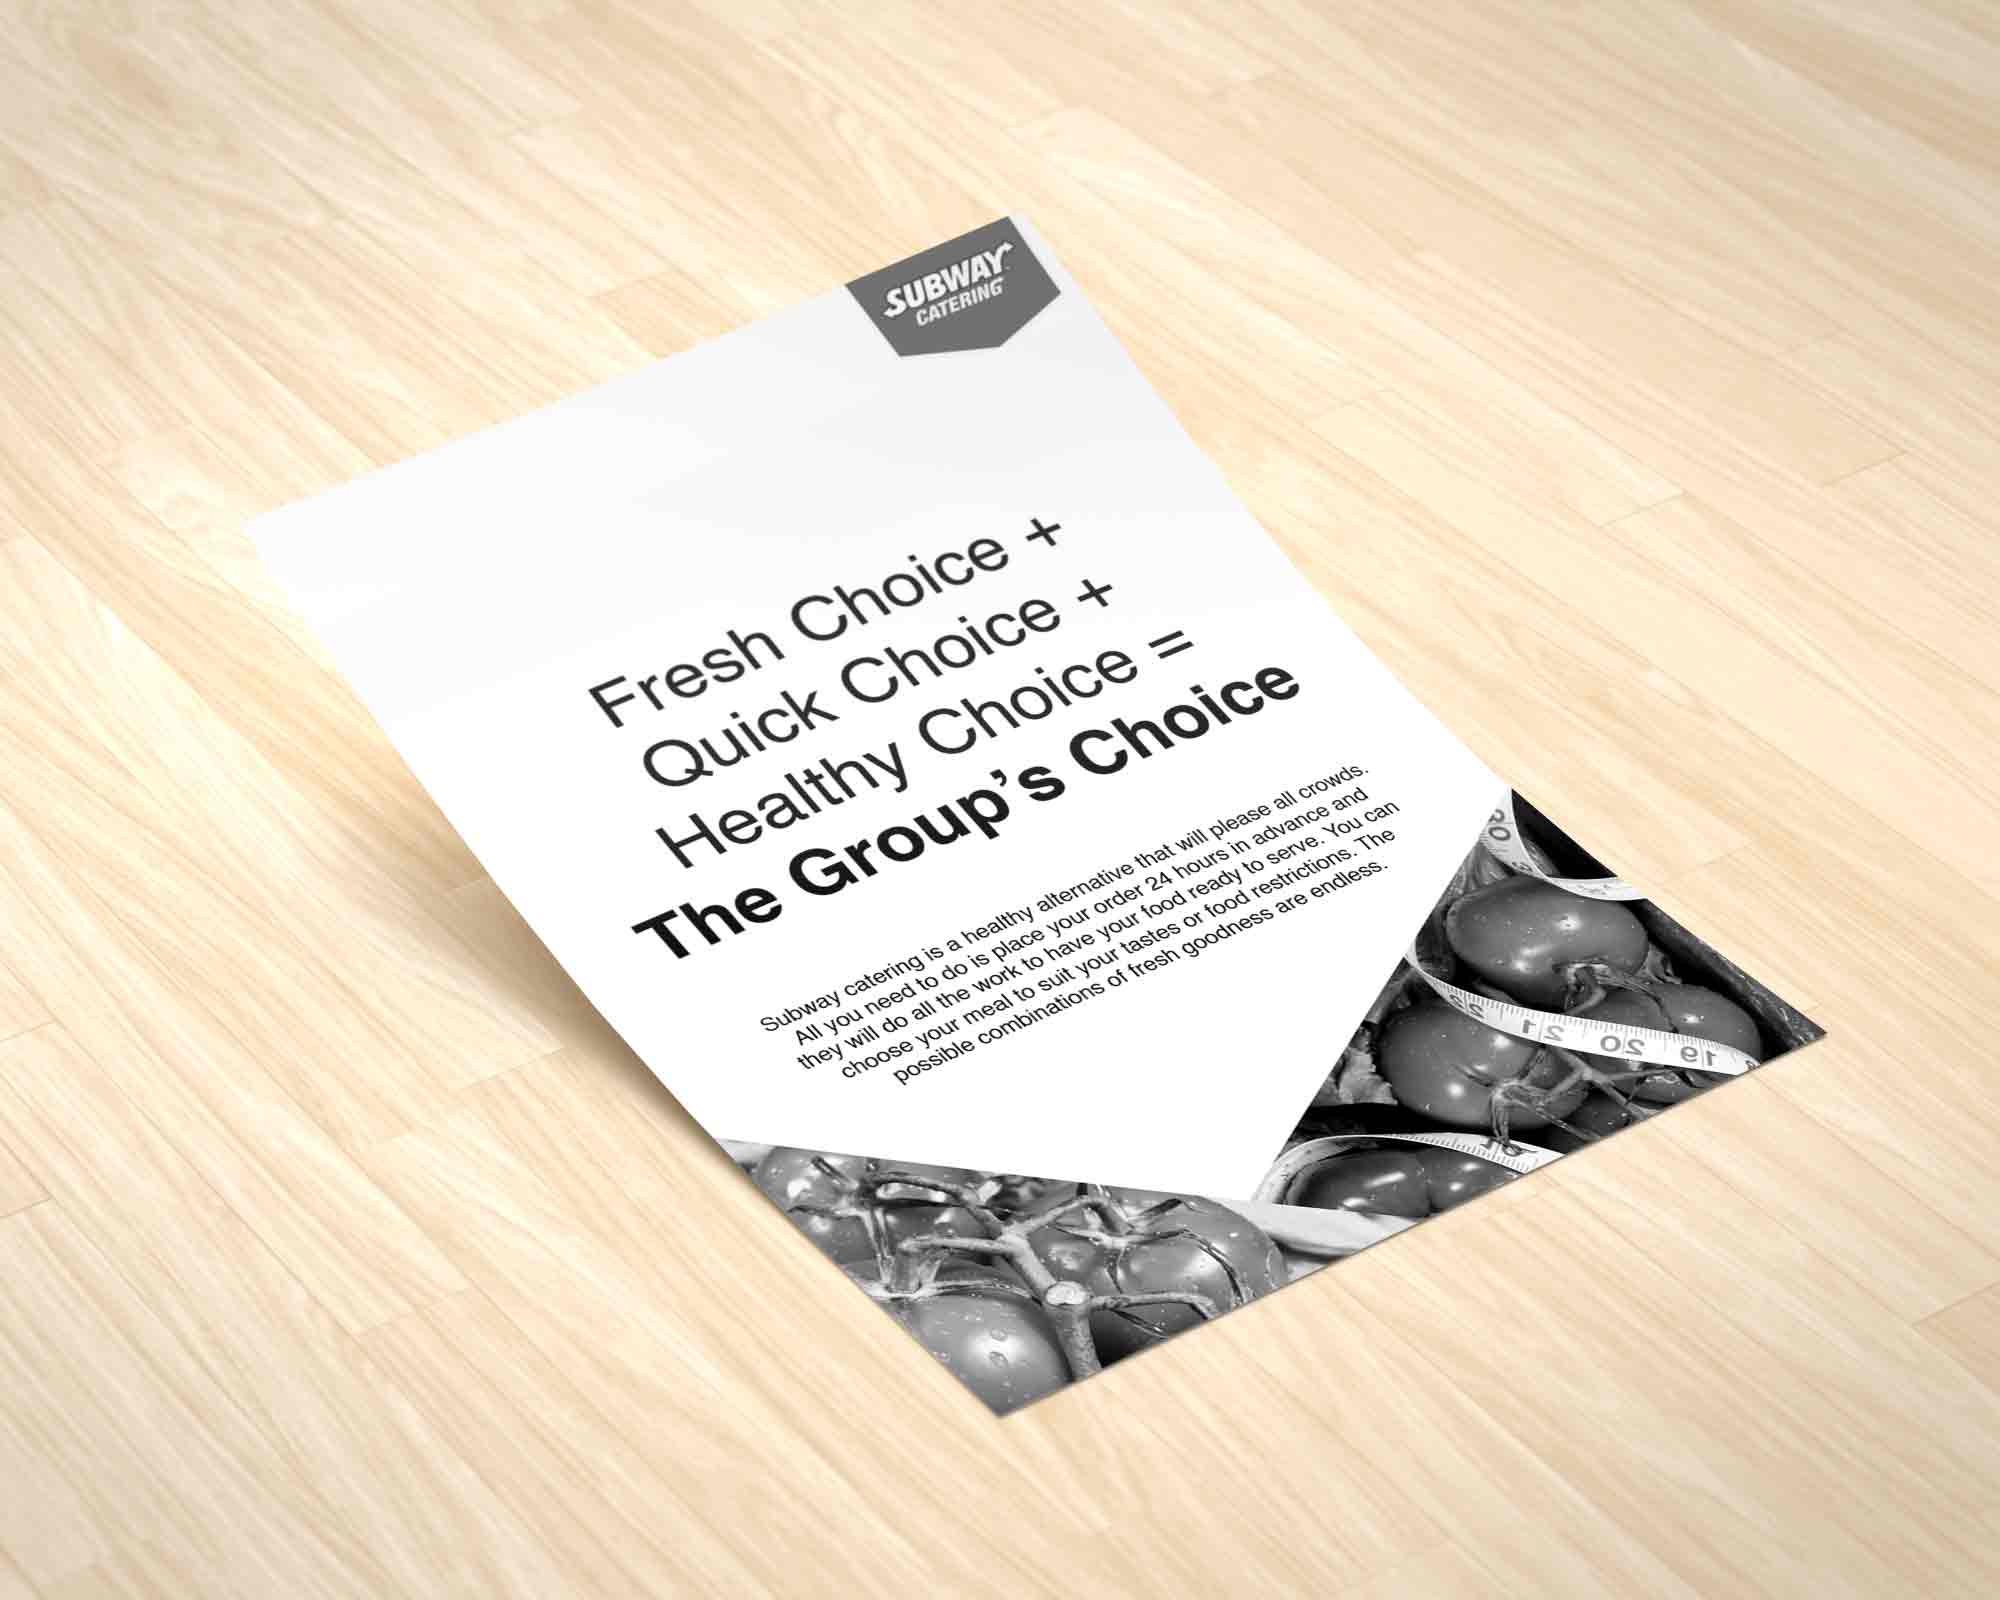 SUBWAY
CATERING
Fresh Choice +
Quick Choice +
Healthy Choice =
The Group’s Choice
Subway catering is a healthy alternative that will please all crowds.
All you need to do is place your order 24 hours in advance and
they will do all the work to have your food ready to serve. You can
choose your meal to suit your tastes or food restrictions. The
possible combinations of fresh goodness are endless.
21
20
19